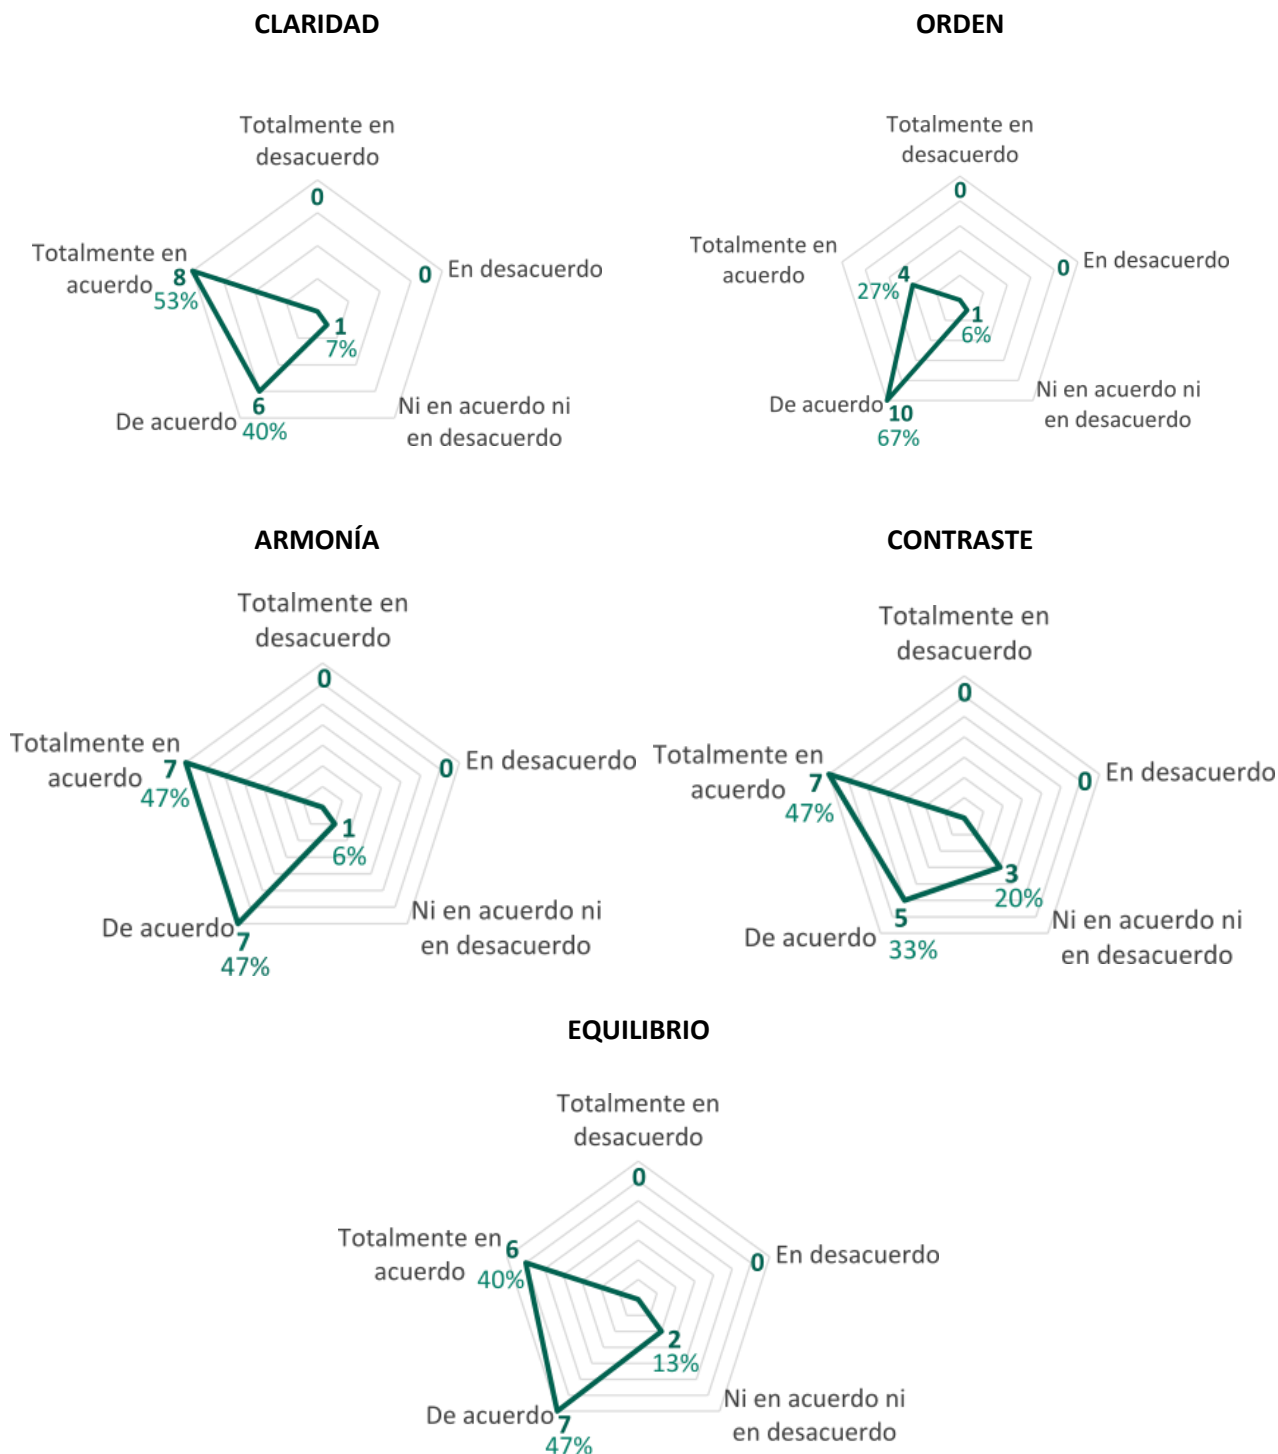 CLARIDAD
Totalmente en
desacuerdo
0
En desacuerdo
0
Ni en acuerdo ni
en desacuerdo
1
7%
De acuerdo
6
40%
Totalmente en
acuerdo
8
53%
ORDEN
Totalmente en
desacuerdo
0
En desacuerdo
0
Ni en acuerdo ni
en desacuerdo
1
6%
De acuerdo
10
67%
Totalmente en
acuerdo
4
27%
ARMONÍA
Totalmente en
desacuerdo
0
En desacuerdo
0
Ni en acuerdo ni
en desacuerdo
1
6%
De acuerdo
7
47%
Totalmente en
acuerdo
7
47%
CONTRASTE
Totalmente en
desacuerdo
0
En desacuerdo
0
Ni en acuerdo ni
en desacuerdo
3
20%
De acuerdo
5
33%
Totalmente en
acuerdo
7
47%
EQUILIBRIO
Totalmente en
desacuerdo
0
En desacuerdo
0
Ni en acuerdo ni
en desacuerdo
2
13%
De acuerdo
7
47%
Totalmente en
acuerdo
6
40%